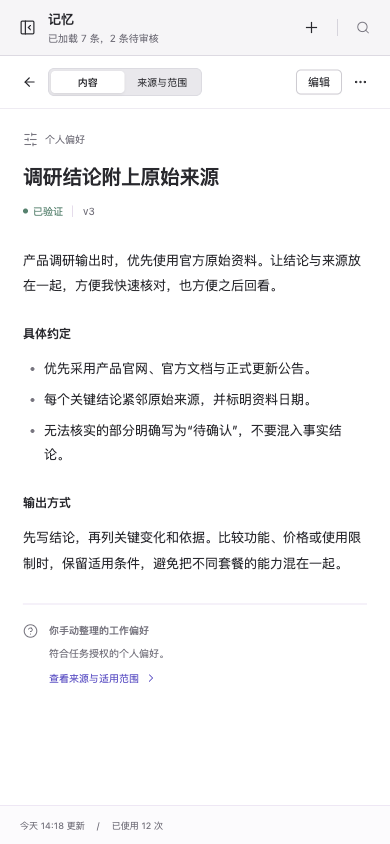 记忆
已加载 7 条，2 条待审核
内容
来源与范围
编辑
个人偏好
调研结论附上原始来源
已验证
v3
产品调研输出时，优先使用官方原始资料。让结论与来源放
在一起，方便我快速核对，也方便之后回看。
具体约定
优先采用产品官网、官方文档与正式更新公告。
每个关键结论紧邻原始来源，并标明资料日期。
无法核实的部分明确写为“待确认”，不要混入事实结
论。
输出方式
先写结论，再列关键变化和依据。比较功能、价格或使用限
制时，保留适用条件，避免把不同套餐的能力混在一起。
你手动整理的工作偏好
符合任务授权的个人偏好。
查看来源与适用范围
今天 14:18 更新 / 已使用 12 次